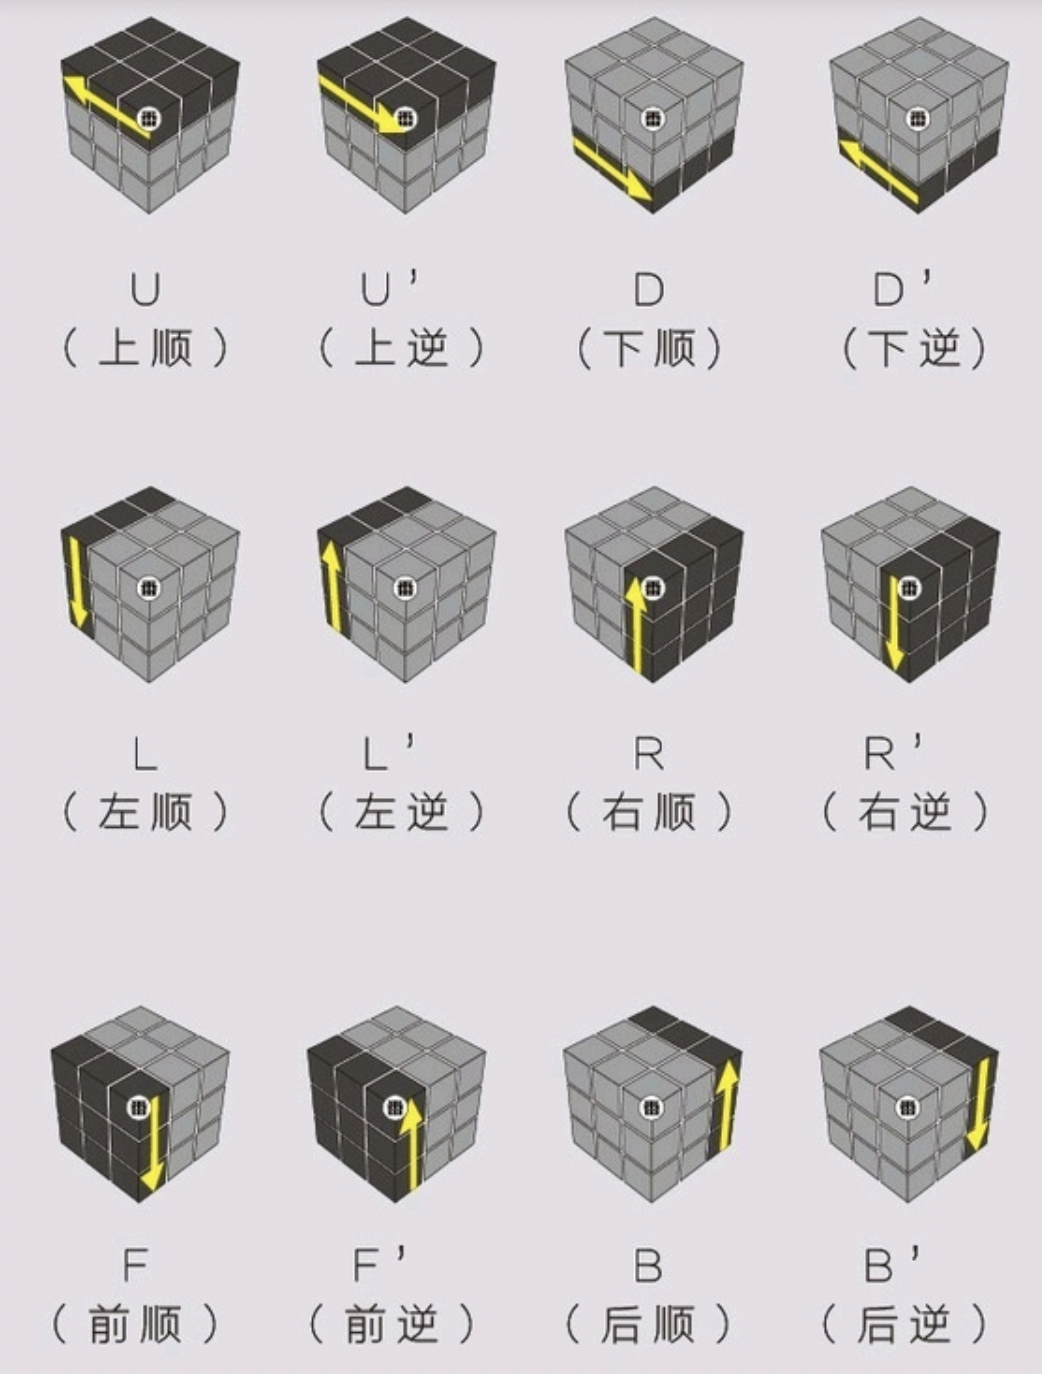 U U’ D D’
（上顺） （上逆） （下顺） （下逆）
L L’ R R’
（左顺） （左逆） （右顺） （右逆）
F F’ B B’
（前顺） （前逆） （后顺） （后逆）